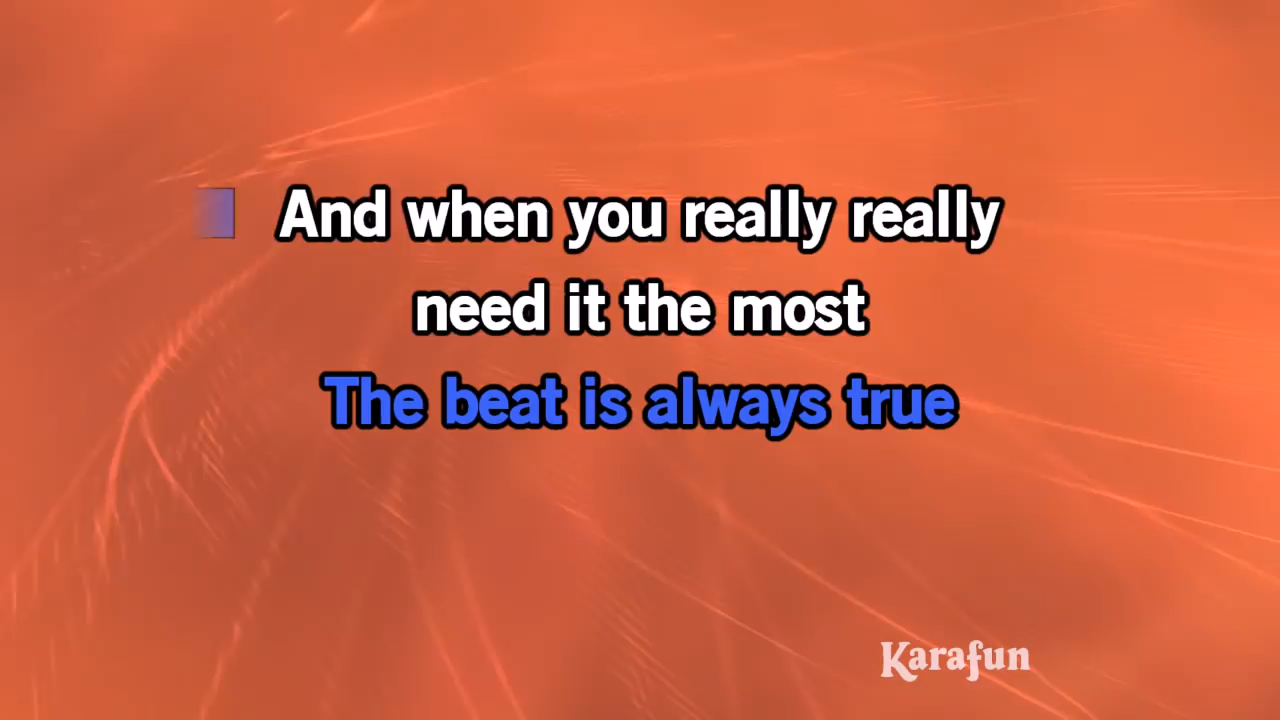 And when you really really
need it the most
The beat is always true
Karafun